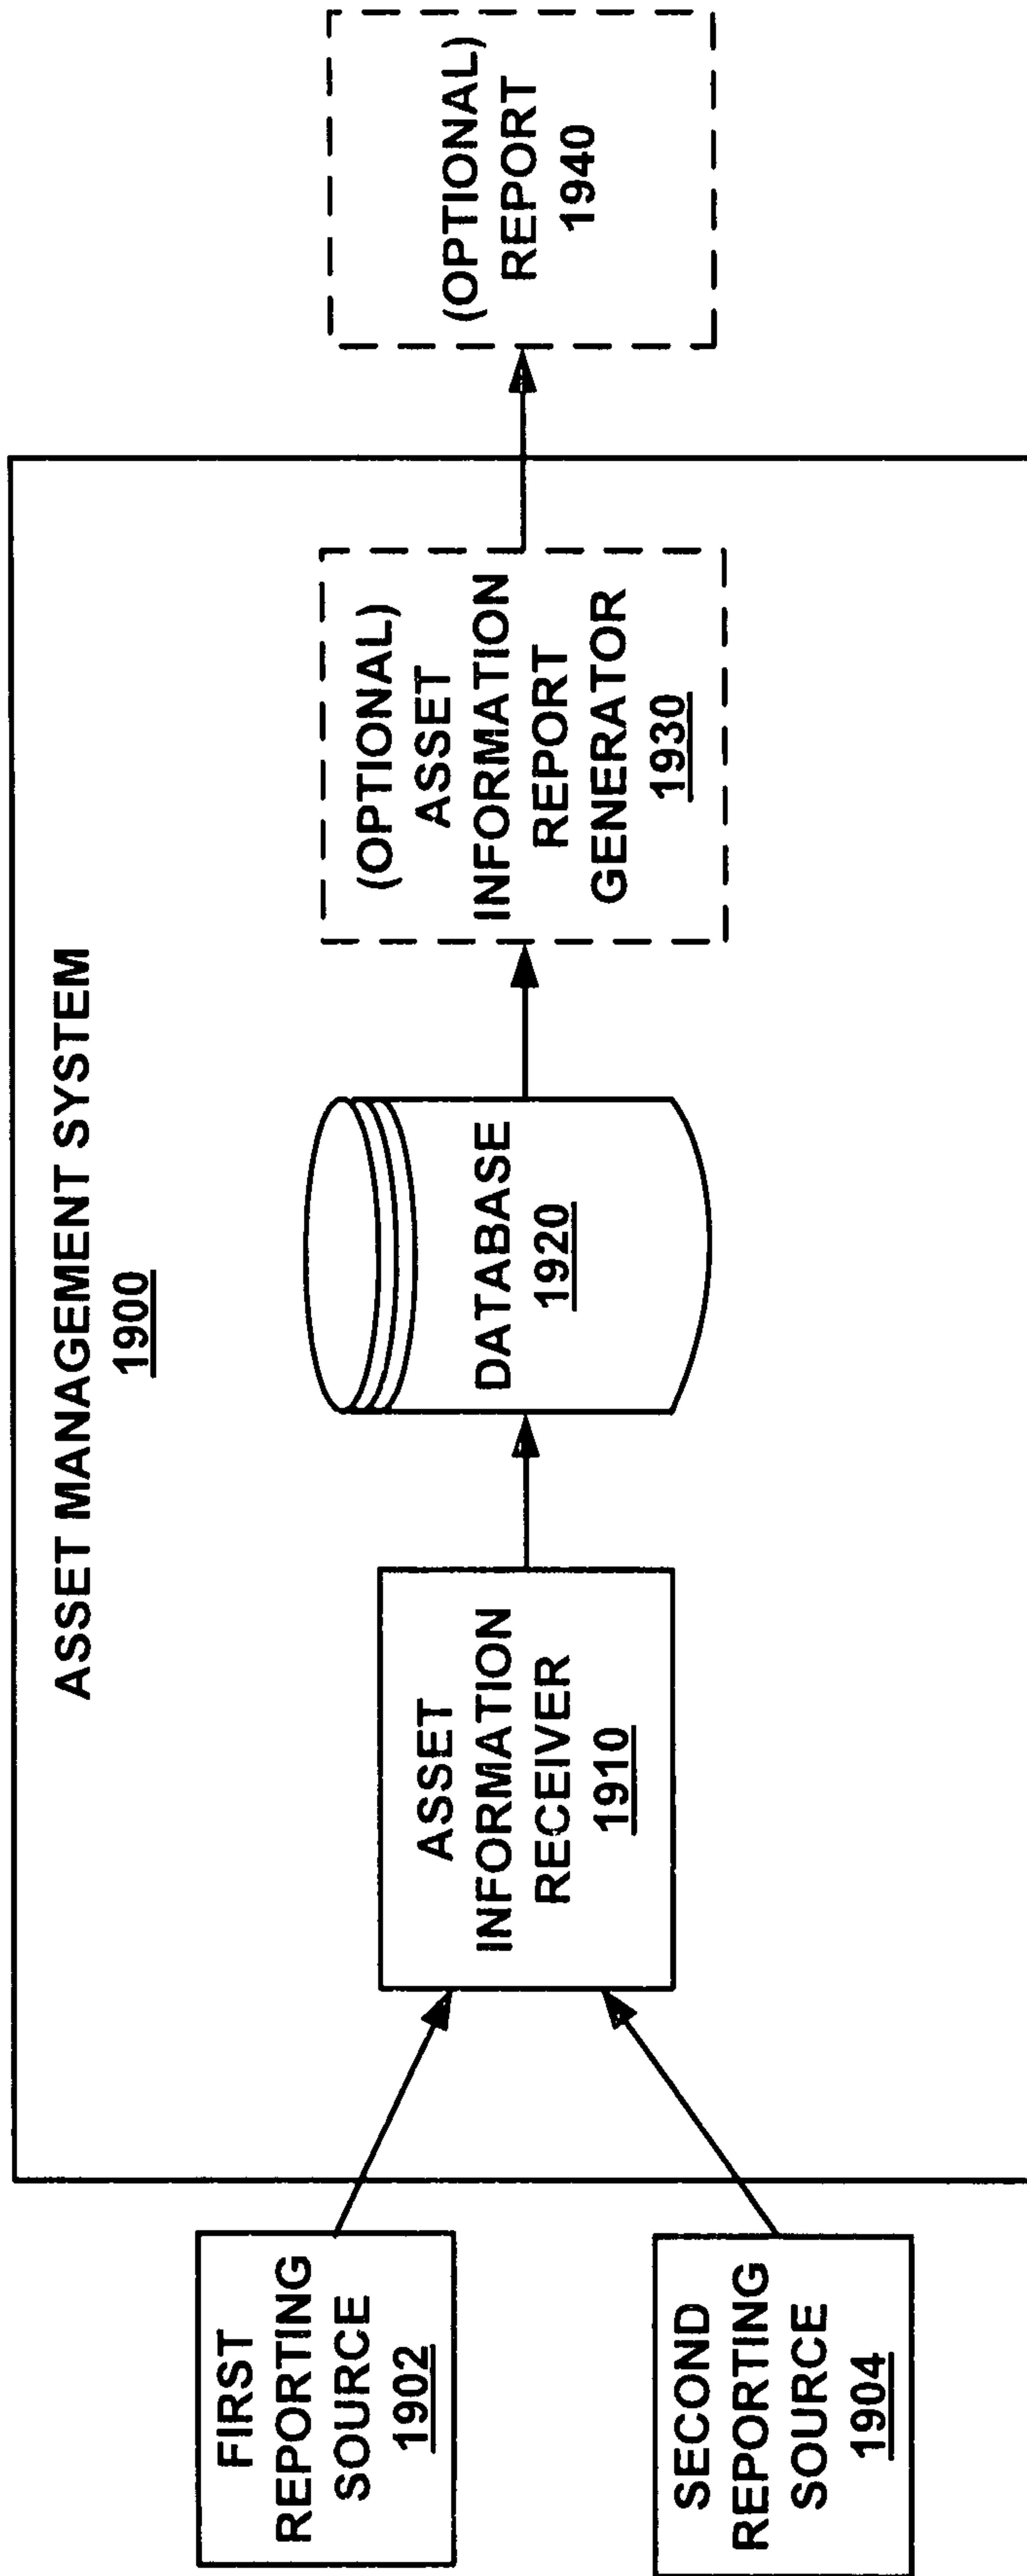 ASSET MANAGEMENT SYSTEM
1900
FIRST
REPORTING
SOURCE
1902
SECOND
REPORTING
SOURCE
1904
ASSET
INFORMATION
RECEIVER
1910
DATABASE
1920
(OPTIONAL)
ASSET
INFORMATION
REPORT
GENERATOR
1930
(OPTIONAL)
REPORT
1940